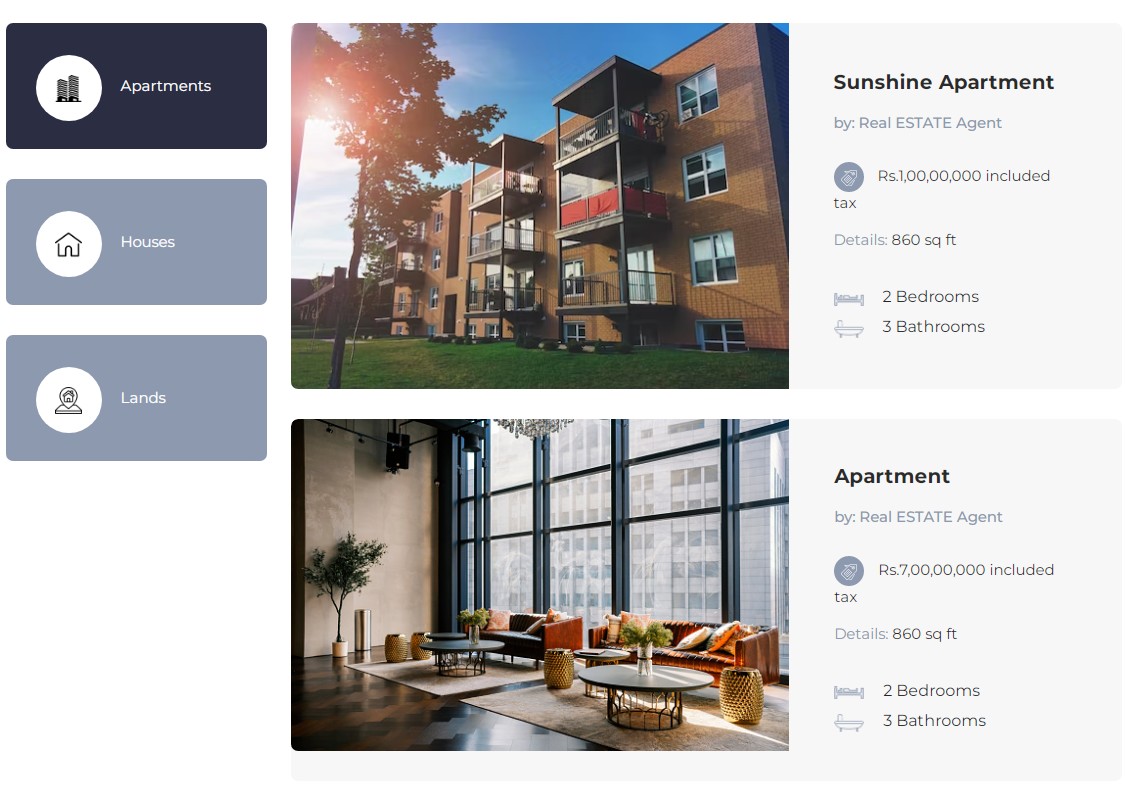 Apartments
Houses
Lands
Sunshine Apartment
by: Real ESTATE Agent
Rs.1,00,00,000 included
tax
Details: 860 sq ft
2 Bedrooms
3 Bathrooms
Apartment
by: Real ESTATE Agent
Rs.7,00,00,000 included
tax
Details: 860 sq ft
2 Bedrooms
3 Bathrooms